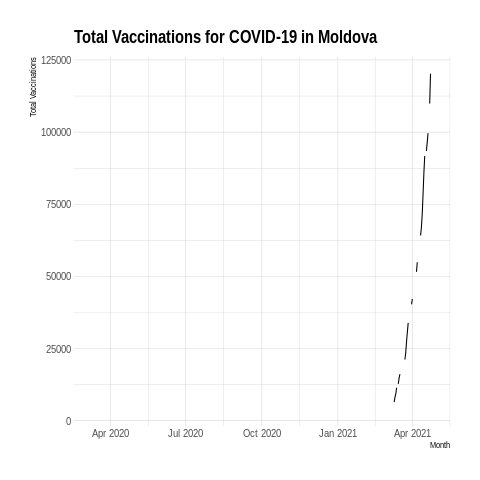 Total Vaccinations for COVID-19 in Moldova
Total Vaccinations
125000
100000
75000
50000
25000
0
Apr 2020 Jul 2020 Oct 2020 Jan 2021 Apr 2021
Month